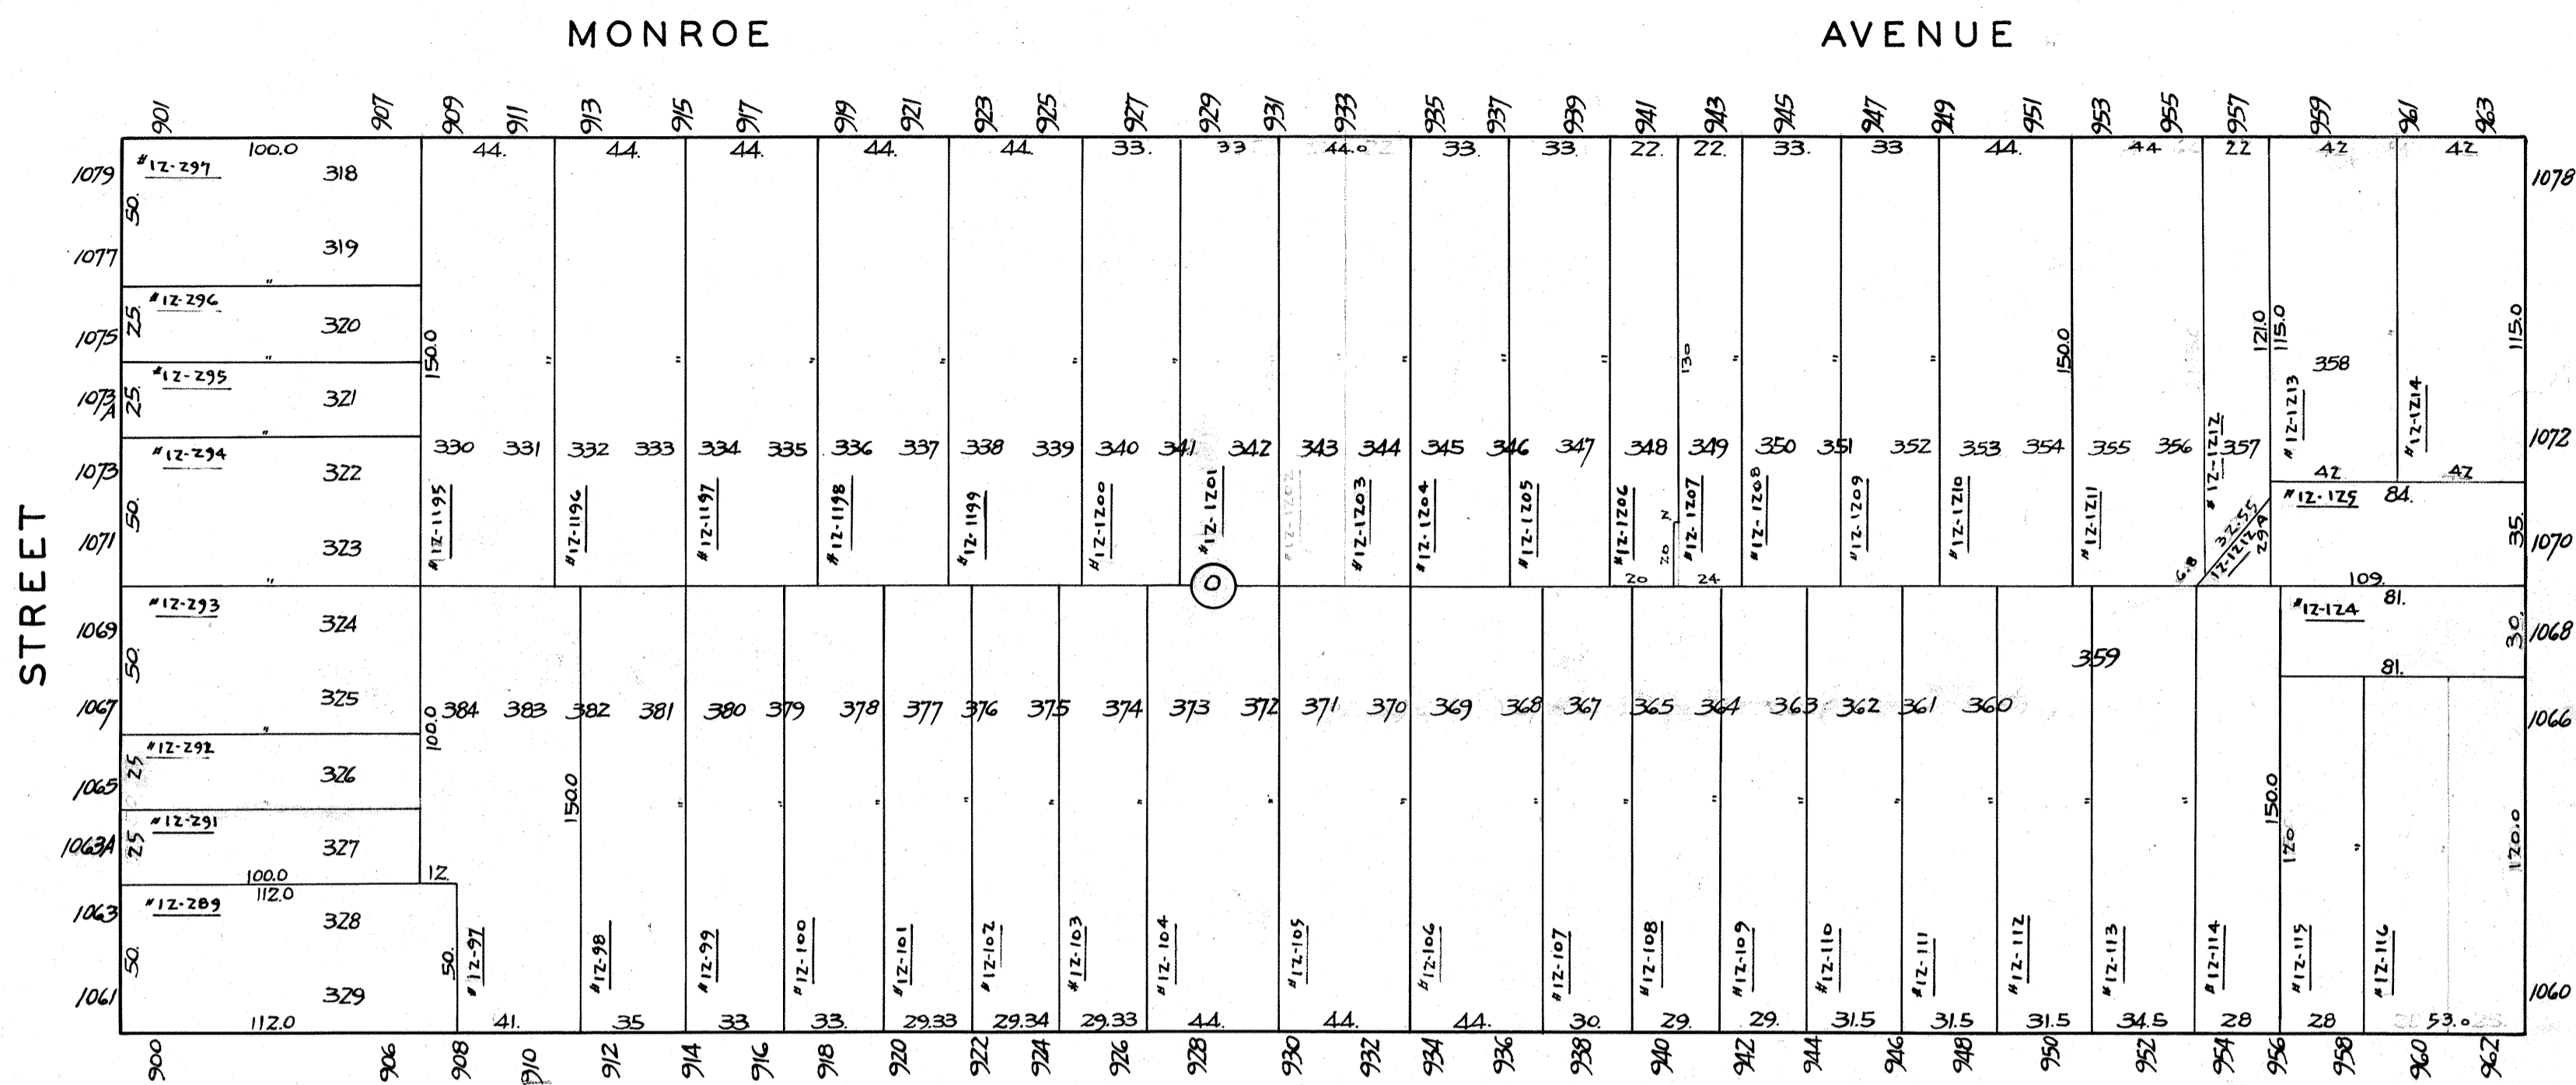 MONROE AVENUE
901 907 909 911 913 915 917 919 921 923 925 927 929 931 933 935 937 939 941 943 945 947 949 951 953 955 957 959 961 963
100.0 44. 44. 44. 44. 44. 33. 33 44.0 33. 33. 22. 22. 33. 33 44. 44 22 42 42
1079 #12-297 318 1078
50.
1077 319
"
#12-296
25. 320
1075 150.0 " " " " " " " " " 130 " " " 150.0 121.0 115.0 115.0
"
#12-295 358
1073A 25. 321
"
#12-294 330 331 332 333 334 335 336 337 338 339 340 341 342 343 344 345 346 347 348 349 350 351 352 353 354 355 356 357 1072
1073 322 42 42
#12-1195 #12-1196 #12-1197 #12-1198 #12-1199 #12-1200 #12-1201 #12-1202 #12-1203 #12-1204 #12-1205 #12-1206 #12-1207 #12-1208 #12-1209 #12-1210 #12-1211 #12-1212 #12-1213 #12-1214
50. 20 2 #12-125 84.
1071 323 32.55 12-1212 29A 35. 1070
" 20 24 6.8 109.
O
STREET
#12-293 #12-124 81.
1069 324 30. 1068
50. 359 81.
1067 325 100.0 384 383 382 381 380 379 378 377 376 375 374 373 372 371 370 369 368 367 365 364 363 362 361 360 1066
"
#12-292
25 326
1065 150.0 " " " " " " " " " " " " " " " " 150.0
#12-291
1063A 25 327 120 " 120.0
100.0 12.
112.0
#12-289
1063 328
50. 50.
#12-97 #12-98 #12-99 #12-100 #12-101 #12-102 #12-103 #12-104 #12-105 #12-106 #12-107 #12-108 #12-109 #12-110 #12-111 #12-112 #12-113 #12-114 #12-115 #12-116
1061 329 1060
112.0 41. 35 33. 33. 29.33 29.34 29.33 44. 44. 44. 30. 29. 29. 31.5 31.5 31.5 34.5 28 28 53.0
900 906 908 910 912 914 916 918 920 922 924 926 928 930 932 934 936 938 940 942 944 946 948 950 952 954 956 958 960 962